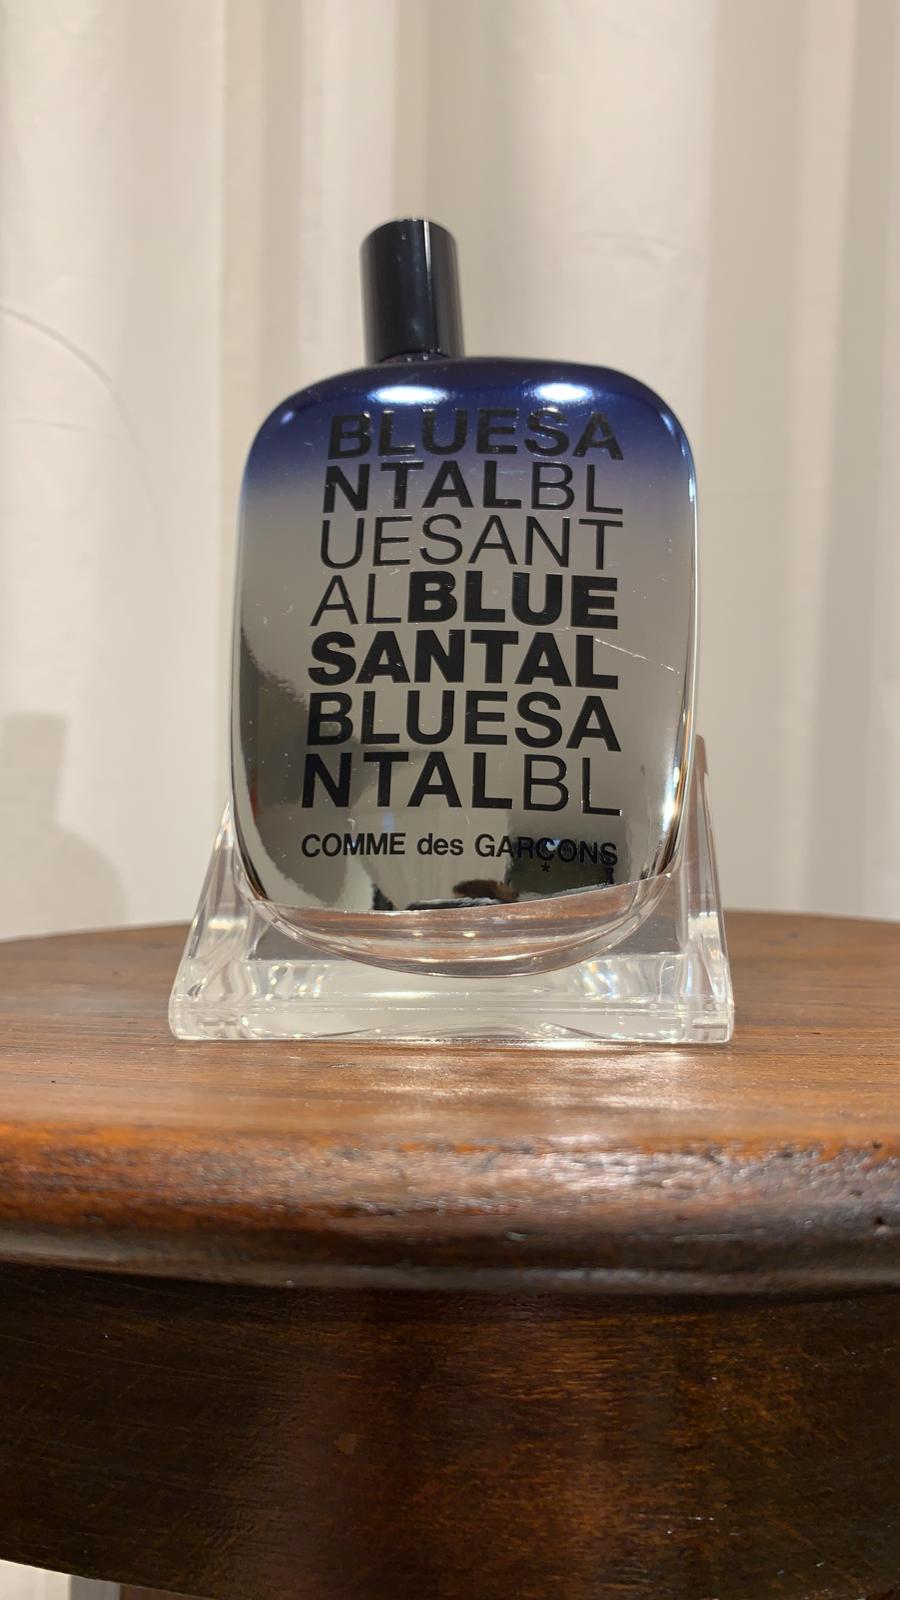 BLUESA
NTALBL
UESANT
ALBLUE
SANTAL
BLUESA
NTALBL
COMME des GARÇONS
*